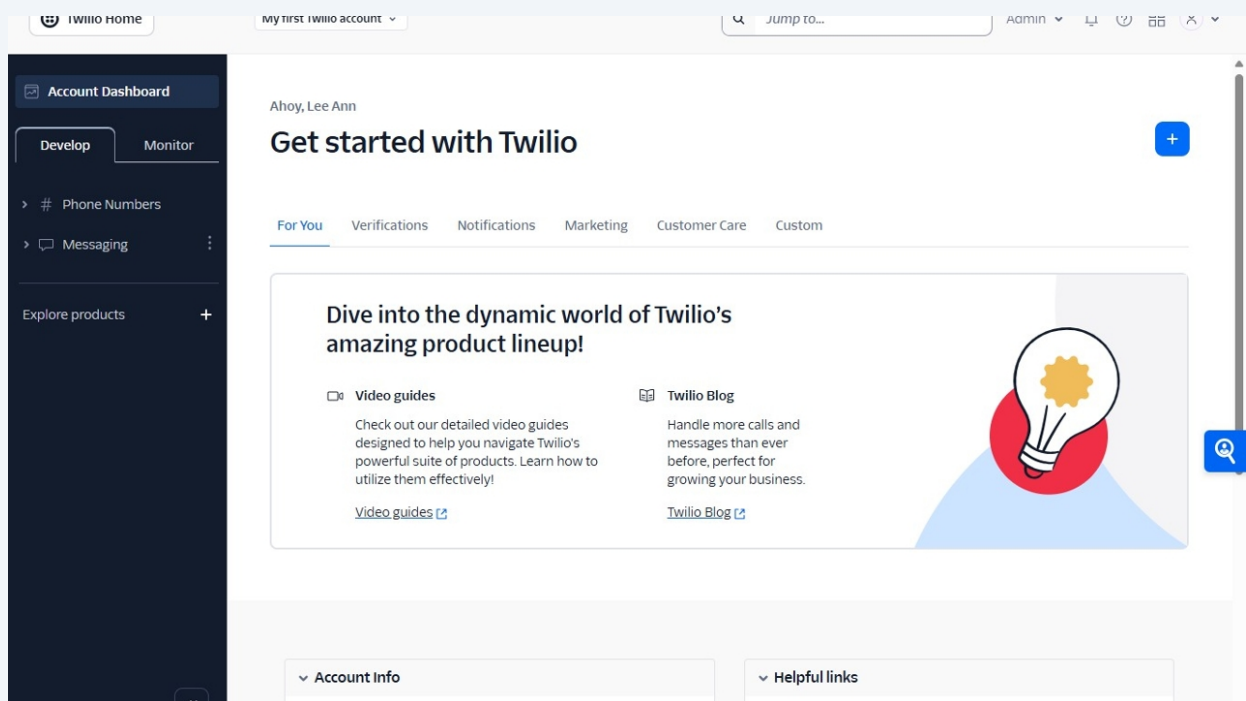 Twilio Home
My first Twilio account
Jump to...
Admin
Account Dashboard
Develop
Monitor
# Phone Numbers
Messaging
Explore products +
Ahoy, Lee Ann
Get started with Twilio
+
For You
Verifications
Notifications
Marketing
Customer Care
Custom
Dive into the dynamic world of Twilio's
amazing product lineup!
Video guides
Check out our detailed video guides
designed to help you navigate Twilio's
powerful suite of products. Learn how to
utilize them effectively!
Video guides
Twilio Blog
Handle more calls and
messages than ever
before, perfect for
growing your business.
Twilio Blog
Account Info
Helpful links